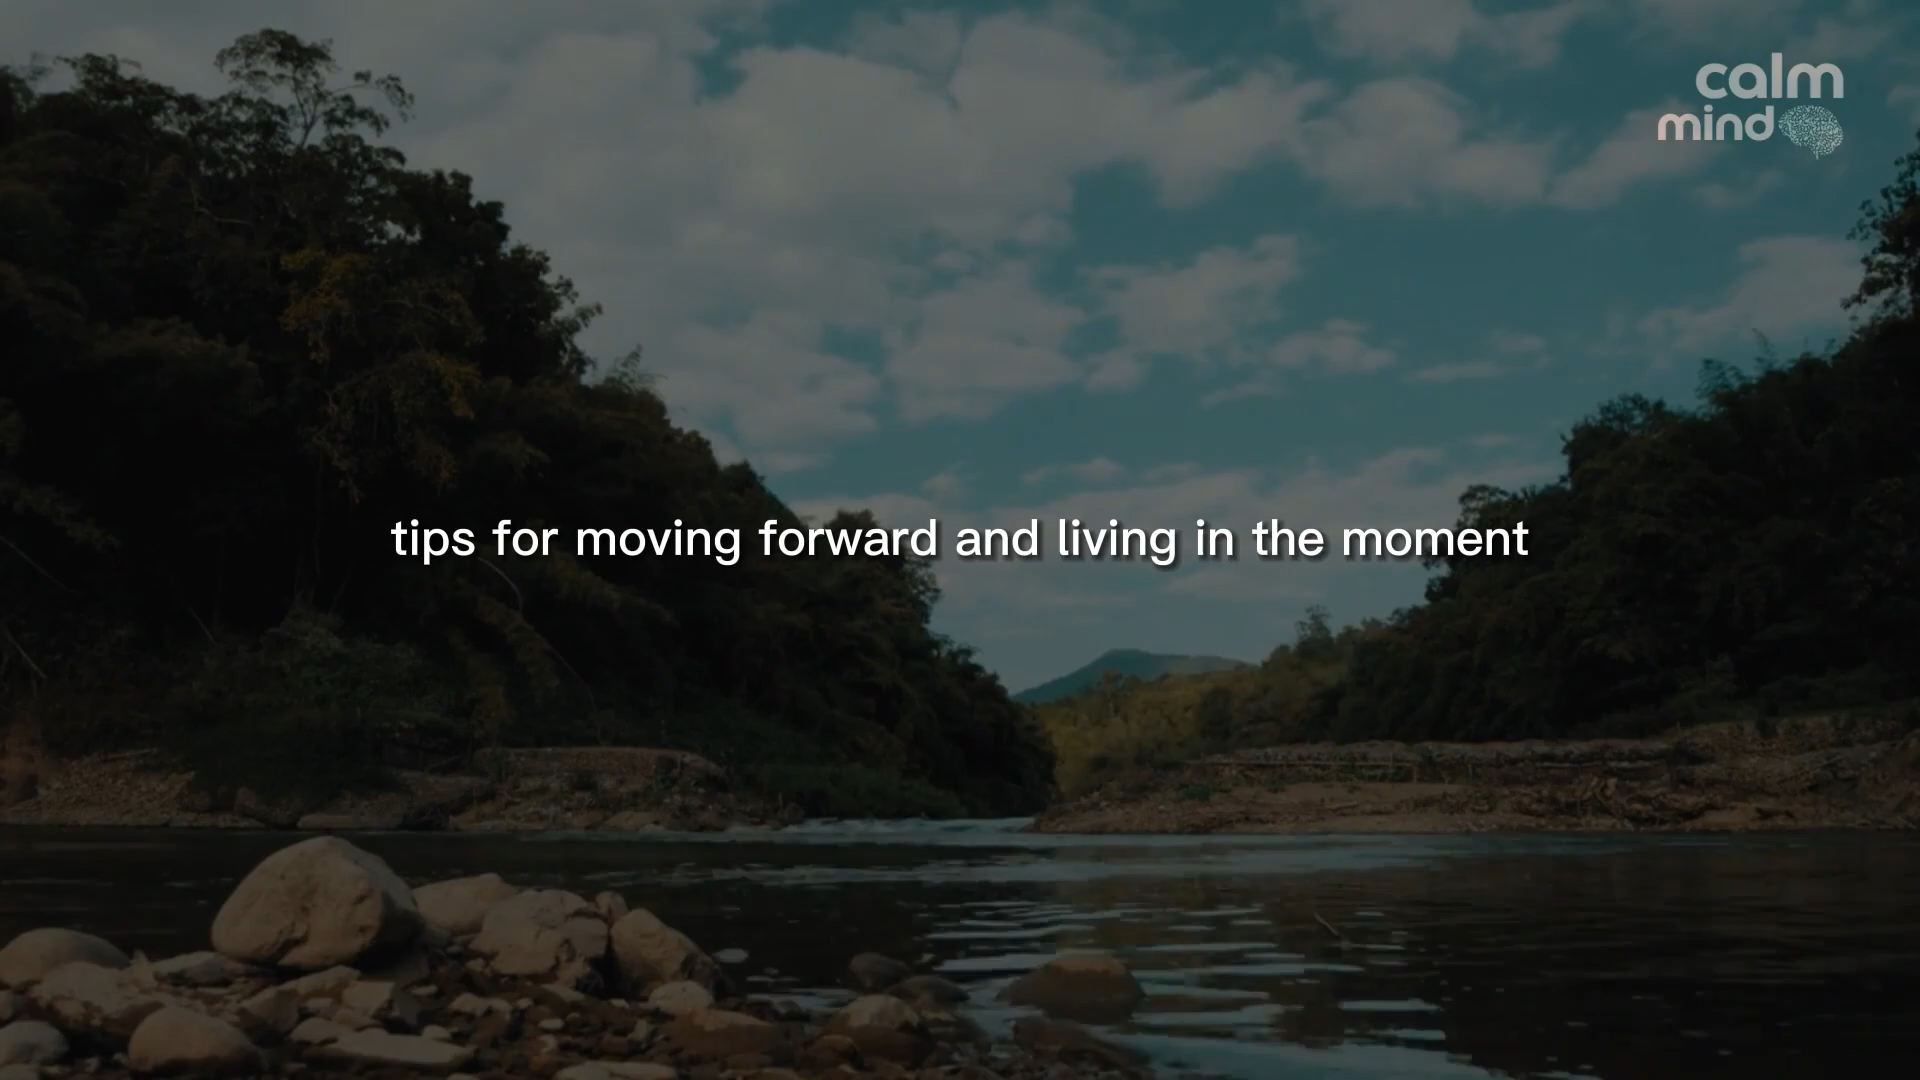 calm
mind
tips for moving forward and living in the moment